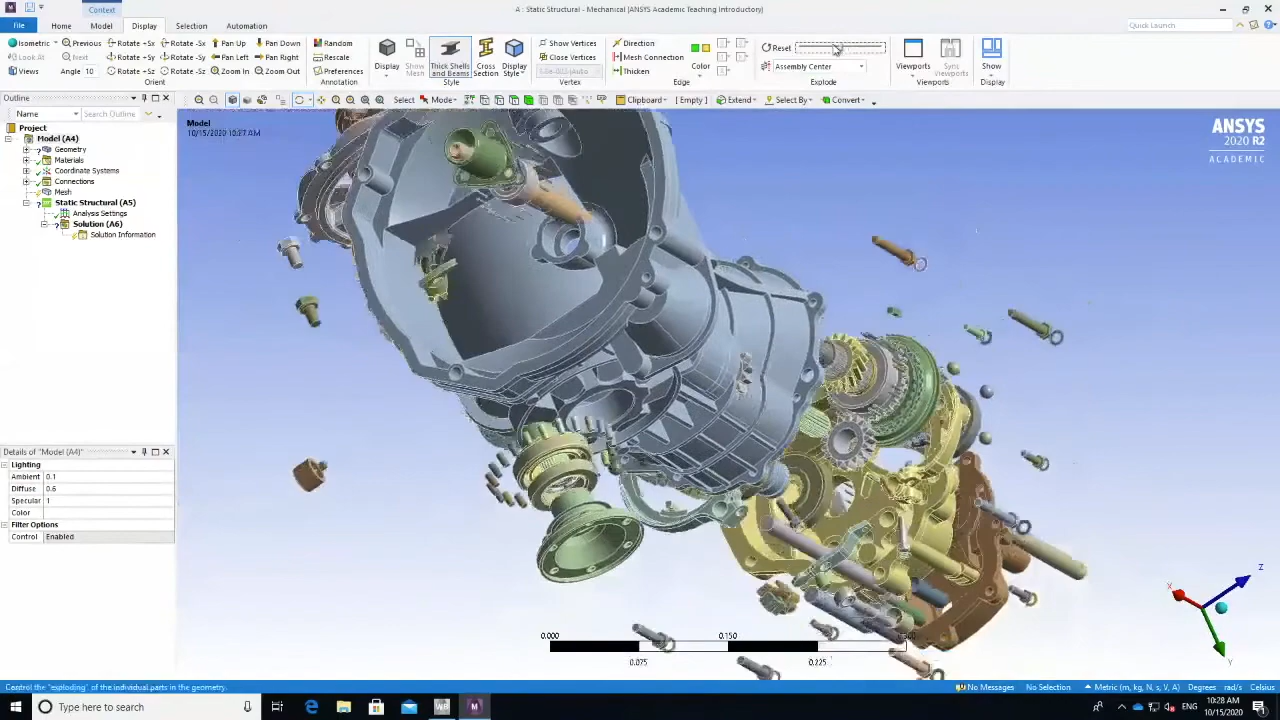 Context
A : Static Structural - Mechanical (ANSYS Academic Teaching Introductory)
File Home Model Display Selection Automation
Quick Launch
Isometric Previous Rotate Pan Up Pan Down Random Direction Reset
Look At Next Rotate Pan Left Pan Right Rescale Show Vertices Mesh Connection Assembly Center
Views Angle 10 Rotate Zoom In Zoom Out Preferences Close Vertices Thicken
Display Show Mesh Thick Shells and Beams Cross Section Display Style Color Viewports Sync Viewports Show
Orient Annotation Style Vertex Edge Explode Viewports Display
Outline
Select Mode Clipboard [ Empty ] Extend Select By Convert
Name Search Outline
Project
Model (A4)
Geometry
Materials
Coordinate Systems
Connections
Mesh
Static Structural (A5)
Analysis Settings
Solution (A6)
Solution Information
Model
10/15/2020 10:27 AM
ANSYS
2020 R2
ACADEMIC
Details of "Model (A4)"
Lighting
Ambient 0.1
Diffuse 0.6
Specular 1
Color
Filter Options
Control Enabled
0.000 0.150
0.075 0.225
X Z
Y
Control the "exploding" of the individual parts in the geometry.
No Messages No Selection Metric (m, kg, N, s, V, A) Degrees rad/s Celsius
Type here to search
ENG
10:28 AM
10/15/2020